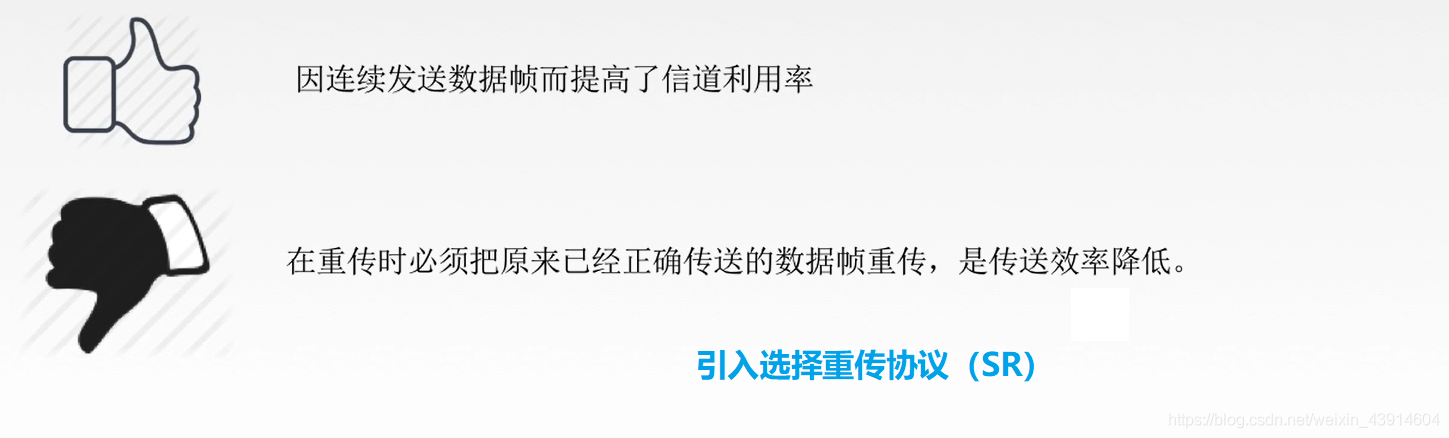 因连续发送数据帧而提高了信道利用率
在重传时必须把原来已经正确传送的数据帧重传，是传送效率降低。
引入选择重传协议（SR）
https://blog.csdn.net/weixin_43914604